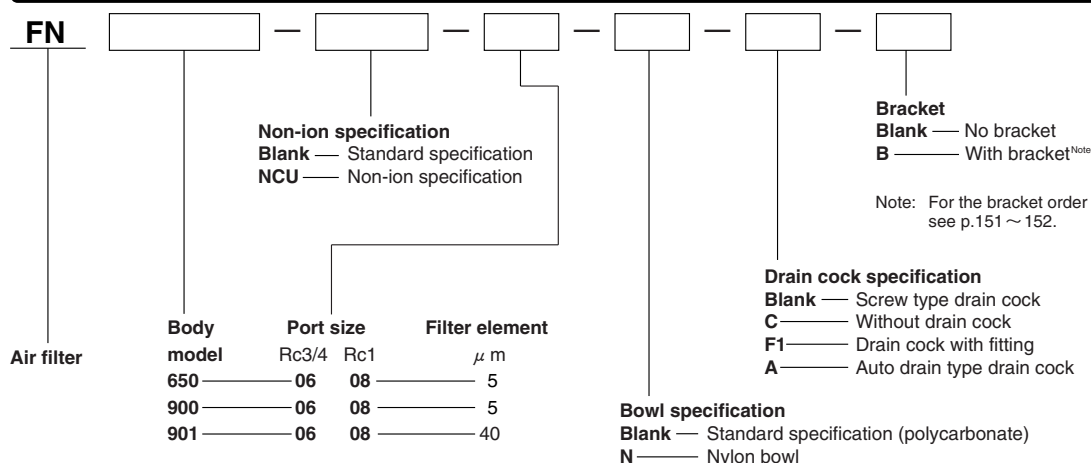 FN — — — — —
Non-ion specification
Blank — Standard specification
NCU — Non-ion specification
Bracket
Blank — No bracket
B — With bracket Note
Note: For the bracket order
see p.151～152.
Drain cock specification
Blank — Screw type drain cock
C — Without drain cock
F1 — Drain cock with fitting
A — Auto drain type drain cock
Air filter
Body Port size Filter element
model Rc3/4 Rc1 μ m
650 — 06 08 — 5
900 — 06 08 — 5
901 — 06 08 — 40
Bowl specification
Blank — Standard specification (polycarbonate)
N — Nylon bowl